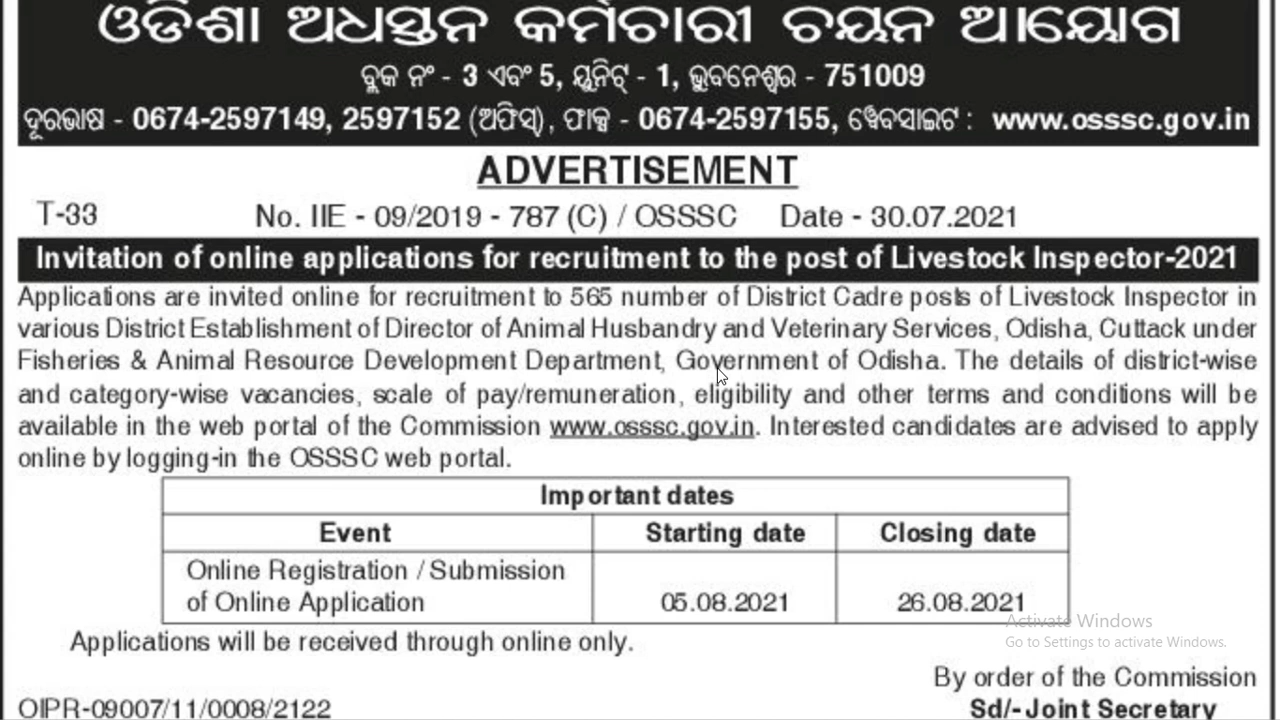 ଓଡିଶା ଅଧସ୍ତନ କର୍ମଚାରୀ ଚୟନ ଆୟୋଗ
ବ୍ଲକ ନଂ - 3 ଏବଂ 5, ୟୁନିଟ୍ - 1, ଭୁବନେଶ୍ୱର - 751009
ଦୂରଭାଷ - 0674-2597149, 2597152 (ଅଫିସ୍), ଫାକ୍ସ - 0674-2597155, ୱେବସାଇଟ : www.osssc.gov.in
ADVERTISEMENT
T-33 No. IIE - 09/2019 - 787 (C) / OSSSC Date - 30.07.2021
Invitation of online applications for recruitment to the post of Livestock Inspector-2021
Applications are invited online for recruitment to 565 number of District Cadre posts of Livestock Inspector in
various District Establishment of Director of Animal Husbandry and Veterinary Services, Odisha, Cuttack under
Fisheries & Animal Resource Development Department, Government of Odisha. The details of district-wise
and category-wise vacancies, scale of pay/remuneration, eligibility and other terms and conditions will be
available in the web portal of the Commission www.osssc.gov.in. Interested candidates are advised to apply
online by logging-in the OSSSC web portal.
Important dates
Event Starting date Closing date
Online Registration / Submission
of Online Application 05.08.2021 26.08.2021
Activate Windows
Go to Settings to activate Windows.
Applications will be received through online only.
By order of the Commission
OIPR-09007/11/0008/2122 Sd/- Joint Secretary